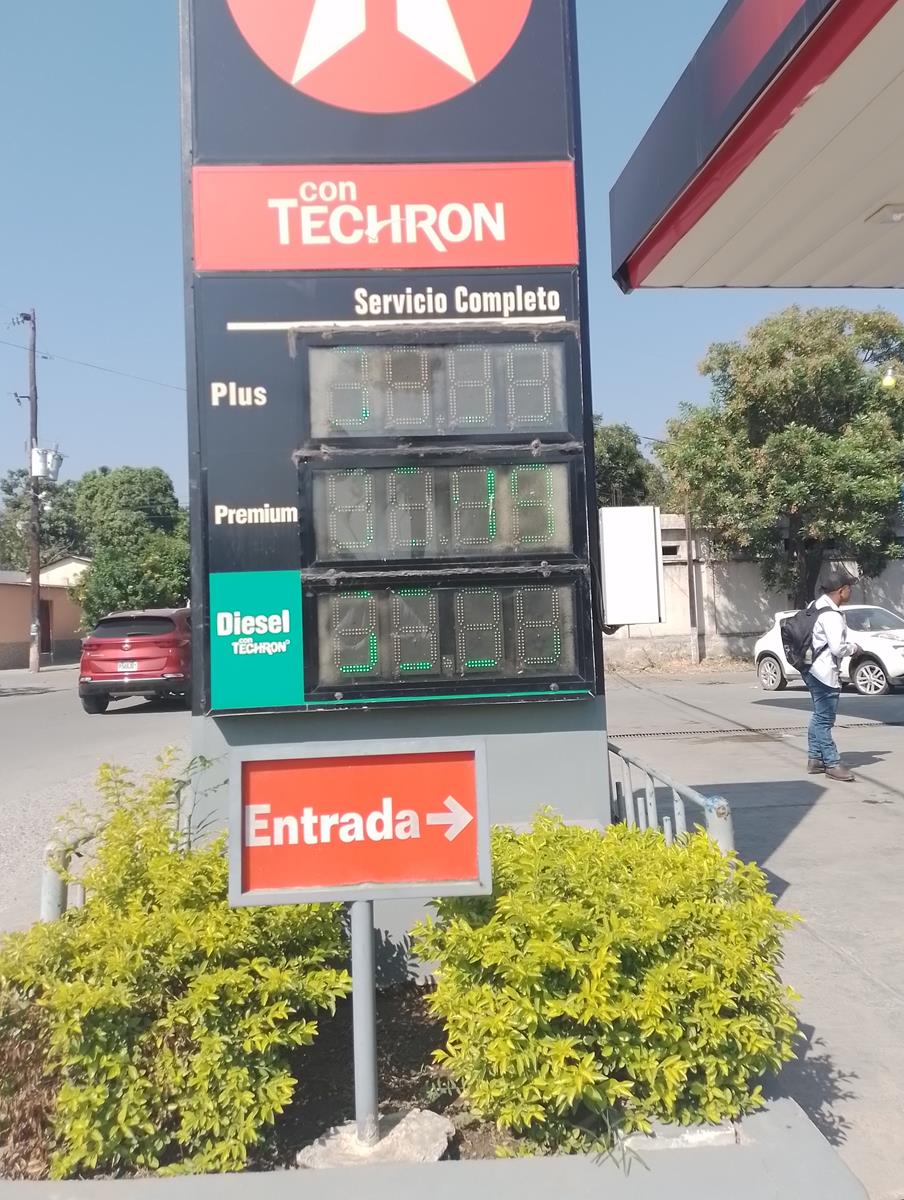 con
TECHRON
Servicio Completo
Plus
Premium
Diesel
con
TECHRON
Entrada →